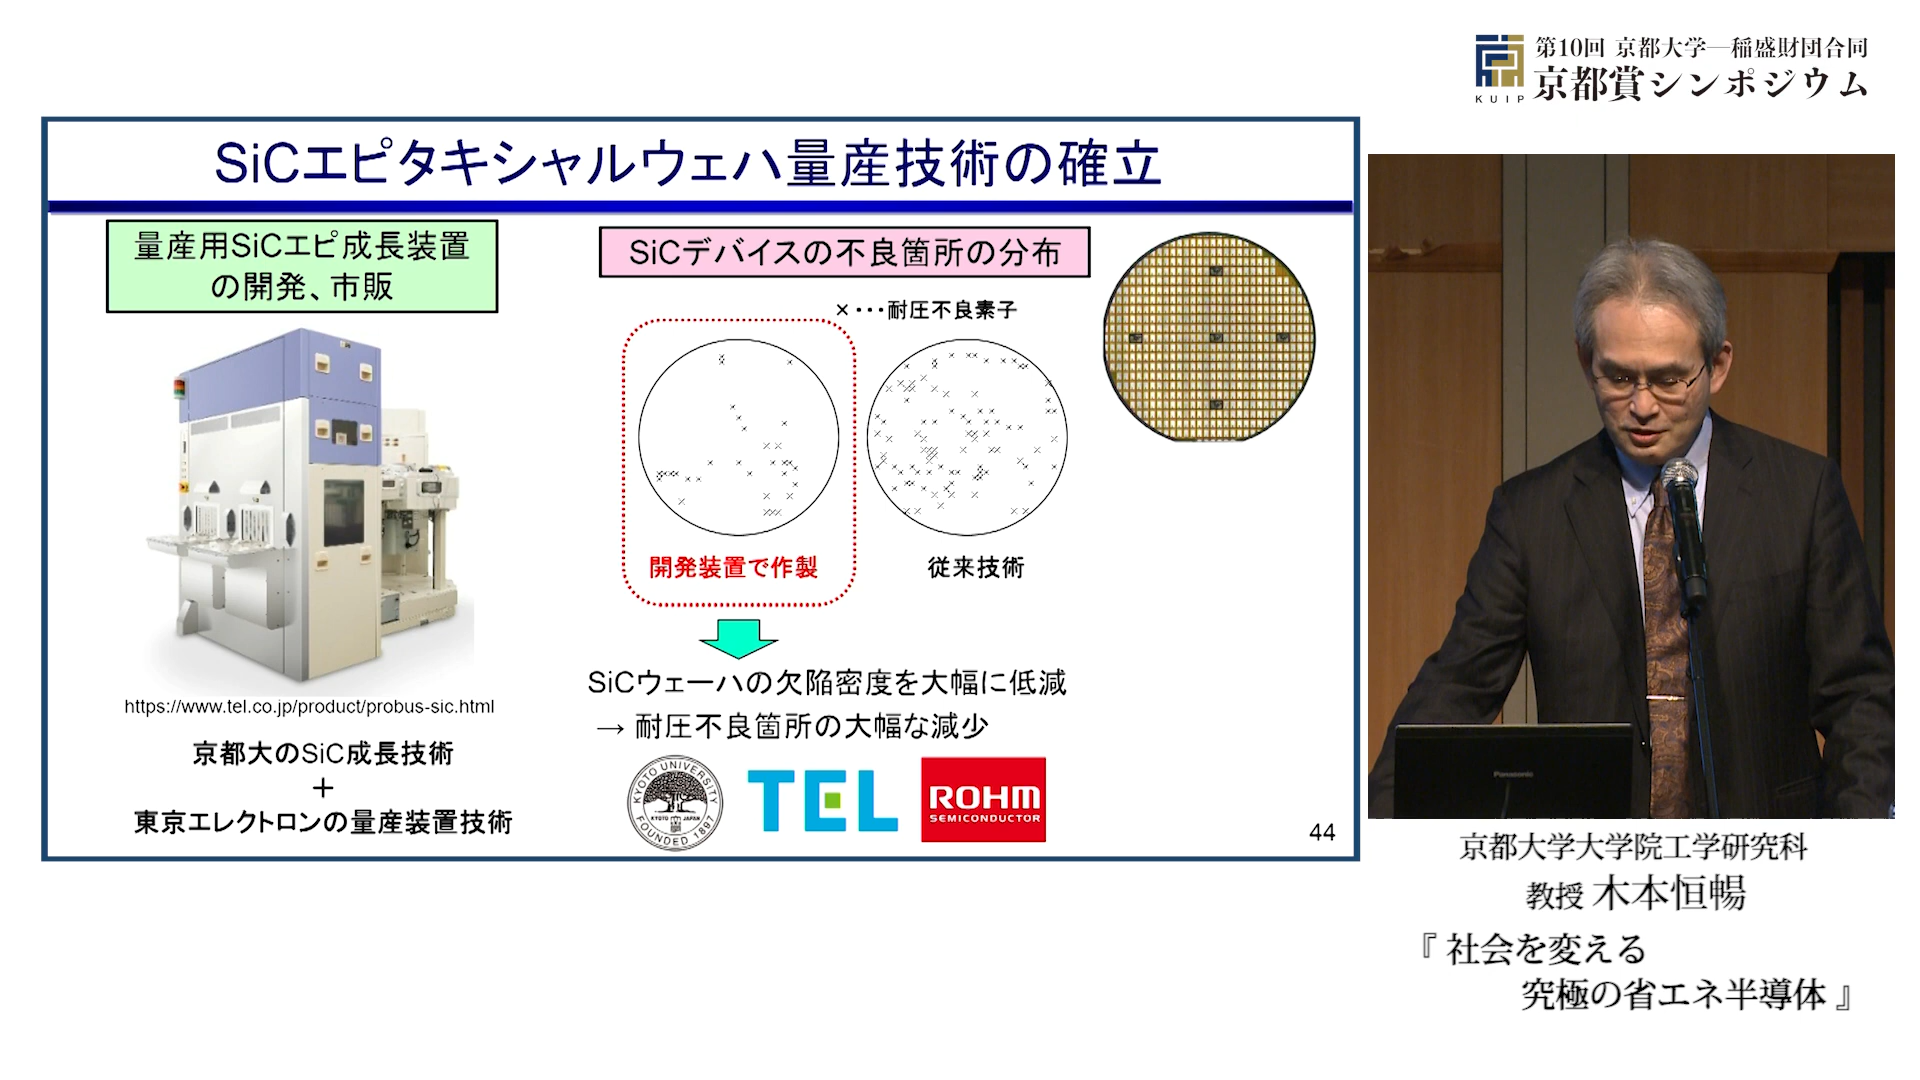 第10回 京都大学―稲盛財団合同
京都賞シンポジウム
KUIP
SiCエピタキシャルウェハ量産技術の確立
量産用SiCエピ成長装置
の開発、市販
https://www.tel.co.jp/product/probus-sic.html
京都大のSiC成長技術
＋
東京エレクトロンの量産装置技術
SiCデバイスの不良箇所の分布
×･･･耐圧不良素子
開発装置で作製
従来技術
SiCウェーハの欠陥密度を大幅に低減
→ 耐圧不良箇所の大幅な減少
KYOTO UNIVERSITY
KYOTO JAPAN
FOUNDED 1897
TEL
ROHM
SEMICONDUCTOR
44
Panasonic
京都大学大学院工学研究科
教授 木本恒暢
『 社会を変える
究極の省エネ半導体 』